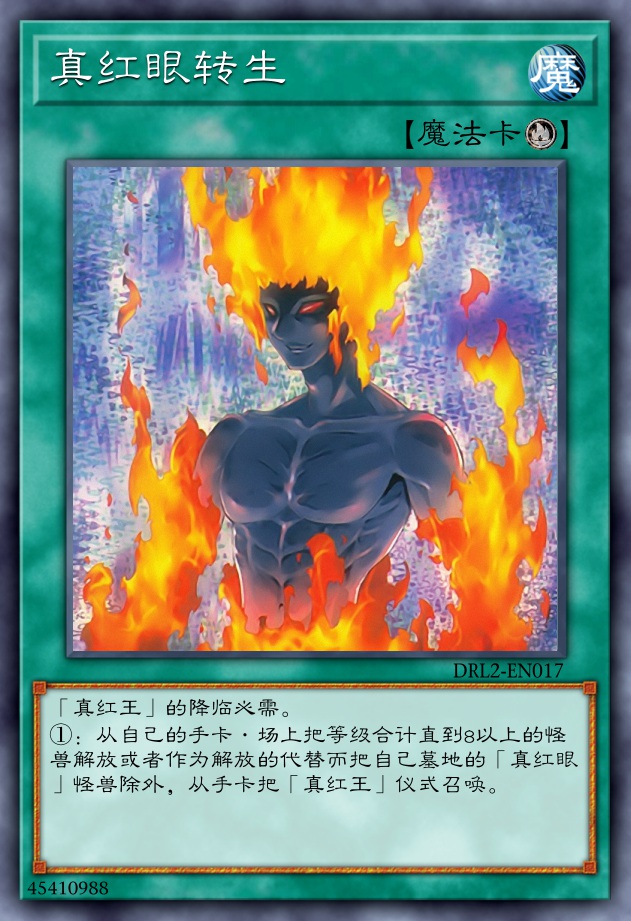 真红眼转生
魔
【魔法卡】
DRL2-EN017
「真红王」的降临必需。
①：从自己的手卡·场上把等级合计直到8以上的怪
兽解放或者作为解放的代替而把自己墓地的「真红眼
」怪兽除外，从手卡把「真红王」仪式召唤。
45410988